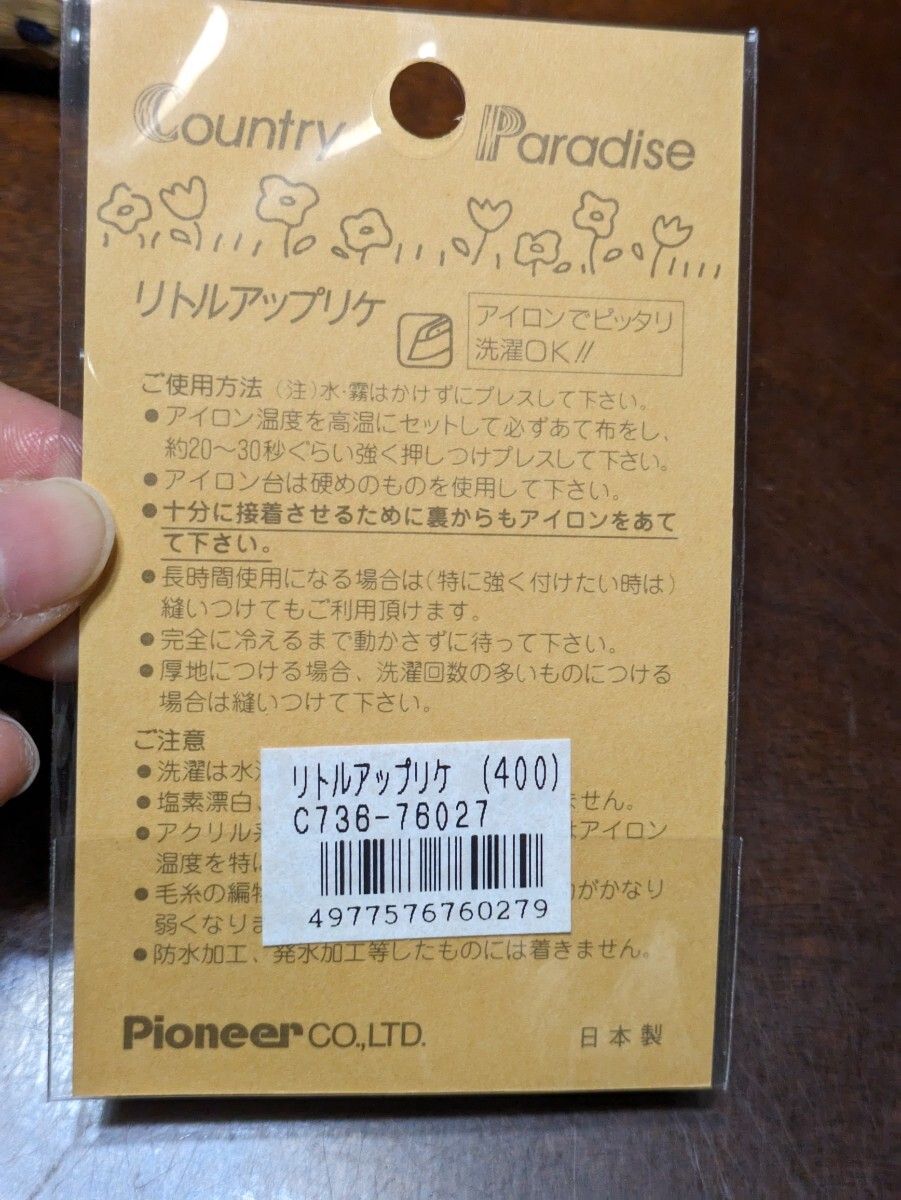 Country Paradise
リトルアップリケ
アイロンでピッタリ
洗濯OK!!
ご使用方法 (注)水・霧はかけずにプレスして下さい。
● アイロン温度を高温にセットして必ずあて布をし、
約20〜30秒ぐらい強く押しつけプレスして下さい。
● アイロン台は硬めのものを使用して下さい。
● 十分に接着させるために裏からもアイロンをあて
て下さい。
● 長時間使用になる場合は(特に強く付けたい時は)
縫いつけてもご利用頂けます。
● 完全に冷えるまで動かさずに待って下さい。
● 厚地につける場合、洗濯回数の多いものにつける
場合は縫いつけて下さい。
ご注意
● 洗濯は水
● 塩素漂白、 ません。
● アクリル系 はアイロン
温度を特に
● 毛糸の編物 がかなり
弱くなりま
● 防水加工、発水加工等したものには着きません。
リトルアップリケ (400)
C736-76027
4977576760279
Pioneer CO.,LTD. 日本製